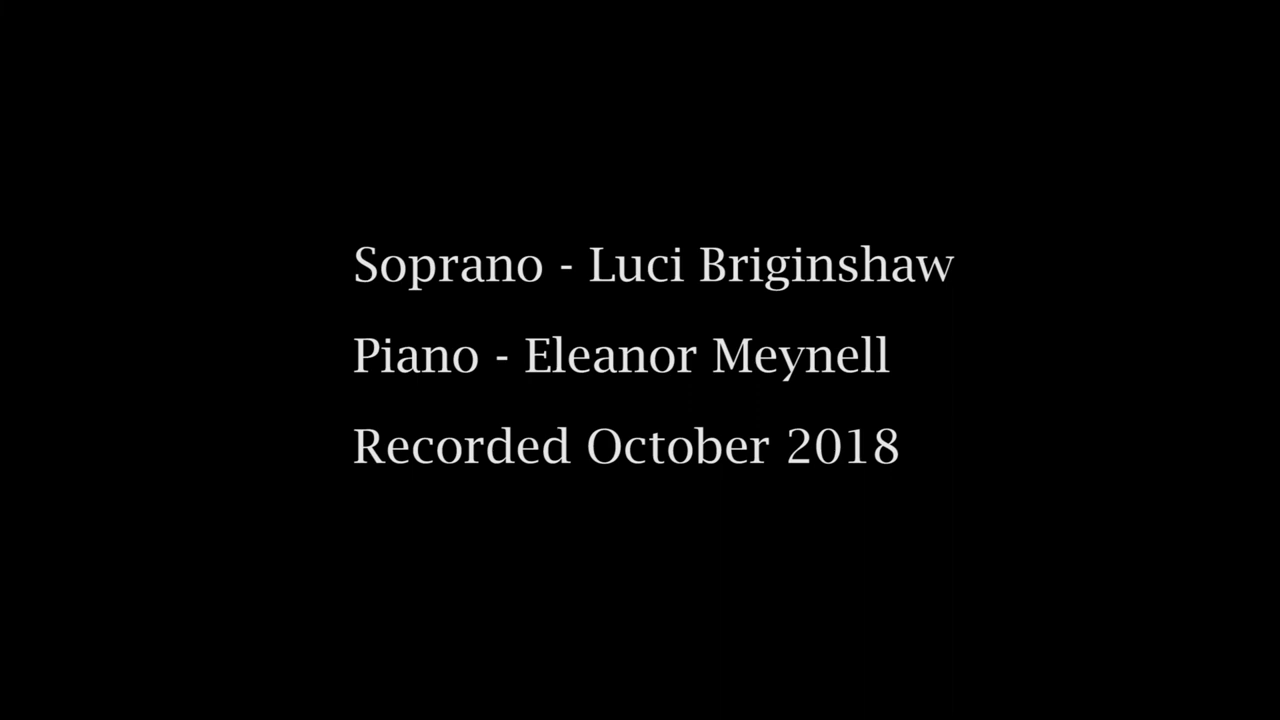 Soprano - Luci Briginshaw
Piano - Eleanor Meynell
Recorded October 2018